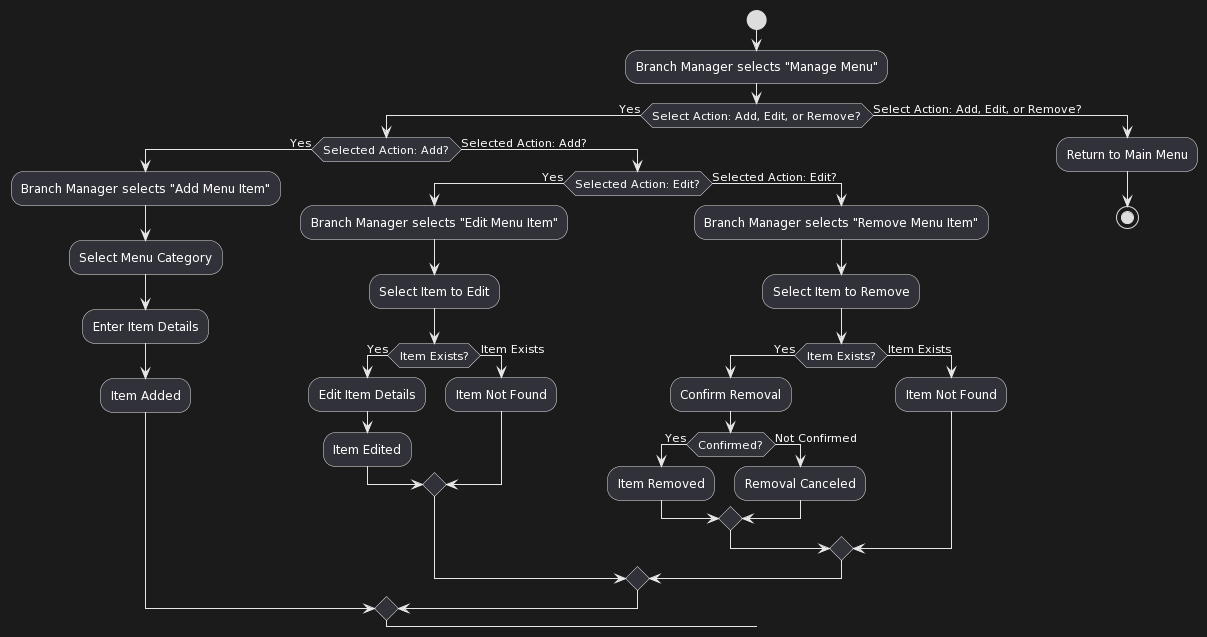 Branch Manager selects "Manage Menu"
Yes
Select Action: Add, Edit, or Remove?
Select Action: Add, Edit, or Remove?
Yes
Selected Action: Add?
Selected Action: Add?
Return to Main Menu
Branch Manager selects "Add Menu Item"
Yes
Selected Action: Edit?
Selected Action: Edit?
Branch Manager selects "Edit Menu Item"
Branch Manager selects "Remove Menu Item"
Select Menu Category
Select Item to Edit
Select Item to Remove
Enter Item Details
Yes
Item Exists?
Item Exists
Yes
Item Exists?
Item Exists
Item Added
Edit Item Details
Item Not Found
Confirm Removal
Item Not Found
Item Edited
Yes
Confirmed?
Not Confirmed
Item Removed
Removal Canceled